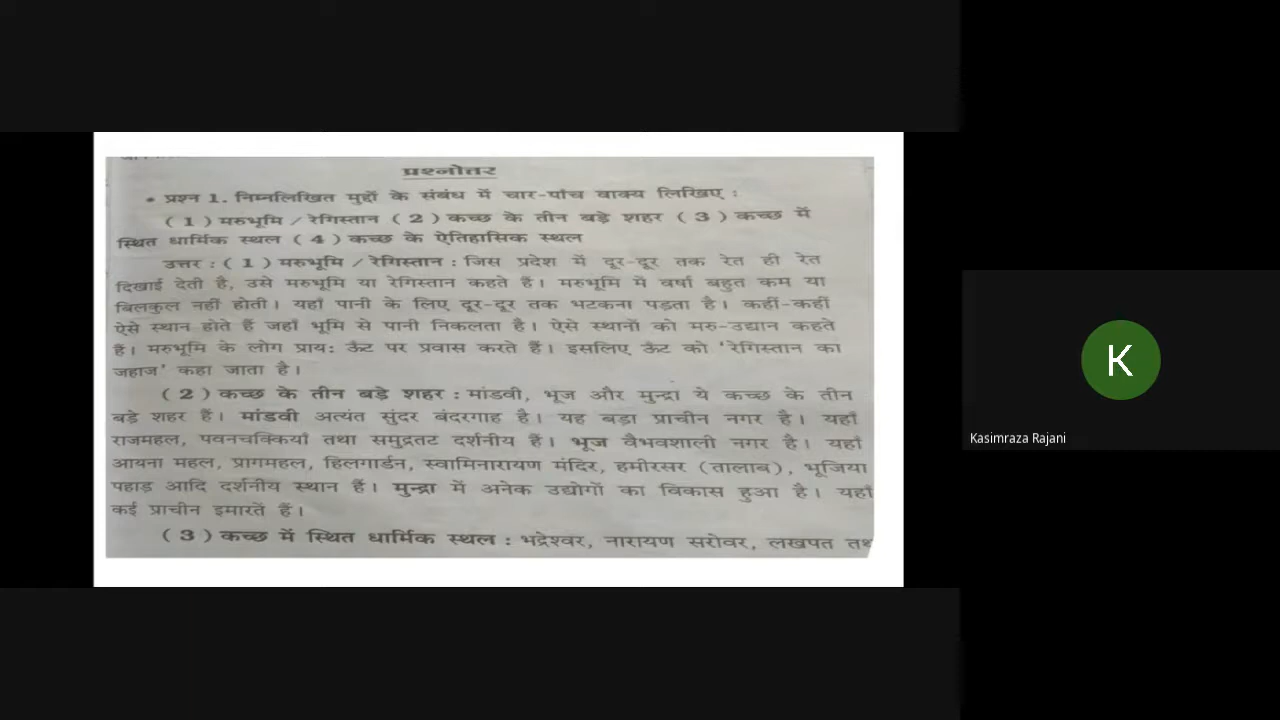 प्रश्नोत्तर
• प्रश्न 1. निम्नलिखित मुद्दों के संबंध में चार-पाँच वाक्य लिखिए :
( 1 ) मरुभूमि / रेगिस्तान ( 2 ) कच्छ के तीन बड़े शहर ( 3 ) कच्छ में
स्थित धार्मिक स्थल ( 4 ) कच्छ के ऐतिहासिक स्थल
उत्तर : ( 1 ) मरुभूमि / रेगिस्तान : जिस प्रदेश में दूर-दूर तक रेत ही रेत
दिखाई देती है, उसे मरुभूमि या रेगिस्तान कहते हैं। मरुभूमि में वर्षा बहुत कम या
बिलकुल नहीं होती। यहाँ पानी के लिए दूर-दूर तक भटकना पड़ता है। कहीं-कहीं
ऐसे स्थान होते हैं जहाँ भूमि से पानी निकलता है। ऐसे स्थानों को मरु-उद्यान कहते
हैं। मरुभूमि के लोग प्रायः ऊँट पर प्रवास करते हैं। इसलिए ऊँट को 'रेगिस्तान का
जहाज' कहा जाता है।
( 2 ) कच्छ के तीन बड़े शहर : मांडवी, भूज और मुन्द्रा ये कच्छ के तीन
बड़े शहर हैं। मांडवी अत्यंत सुंदर बंदरगाह है। यह बड़ा प्राचीन नगर है। यहाँ
राजमहल, पवनचक्कियाँ तथा समुद्रतट दर्शनीय हैं। भूज वैभवशाली नगर है। यहाँ
आयना महल, प्रागमहल, हिलगार्डन, स्वामिनारायण मंदिर, हमीरसर (तालाब), भूजिया
पहाड़ आदि दर्शनीय स्थान हैं। मुन्द्रा में अनेक उद्योगों का विकास हुआ है। यहाँ
कई प्राचीन इमारतें हैं।
( 3 ) कच्छ में स्थित धार्मिक स्थल : भद्रेश्वर, नारायण सरोवर, लखपत
K
Kasimraza Rajani